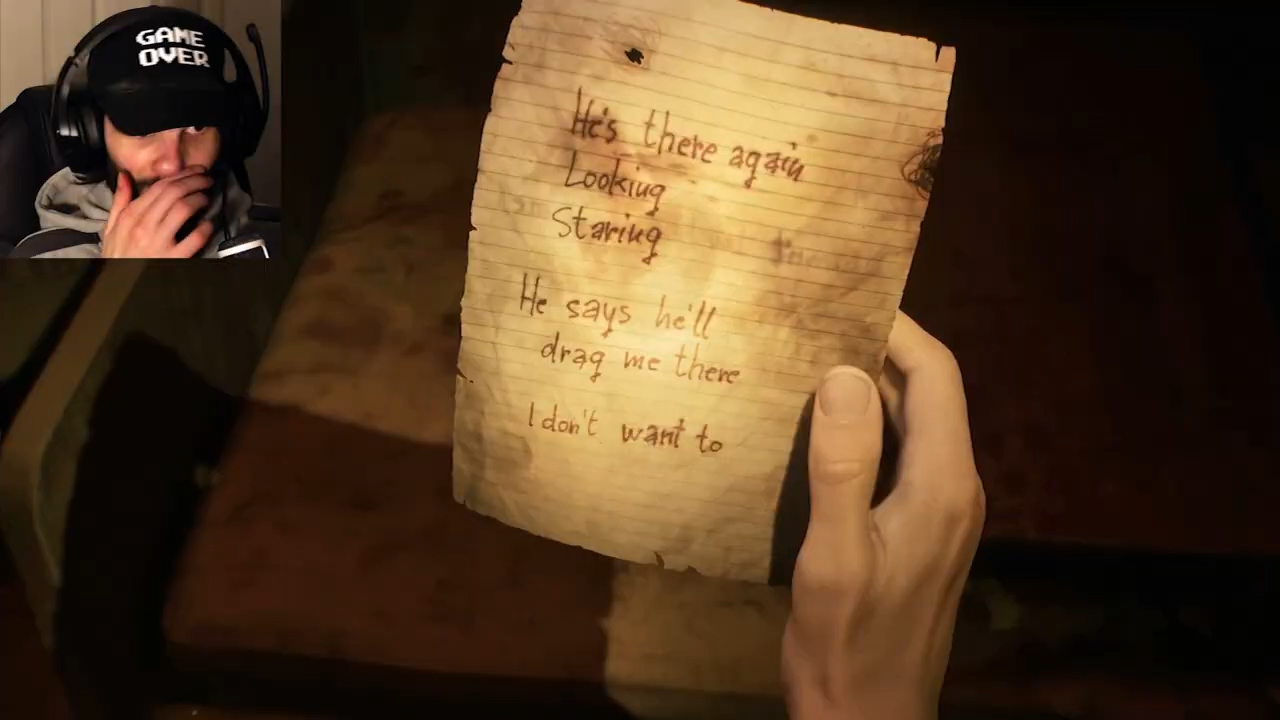 GAME
OVER
He's there again
Looking
Staring
He says he'll
drag me there
I don't want to